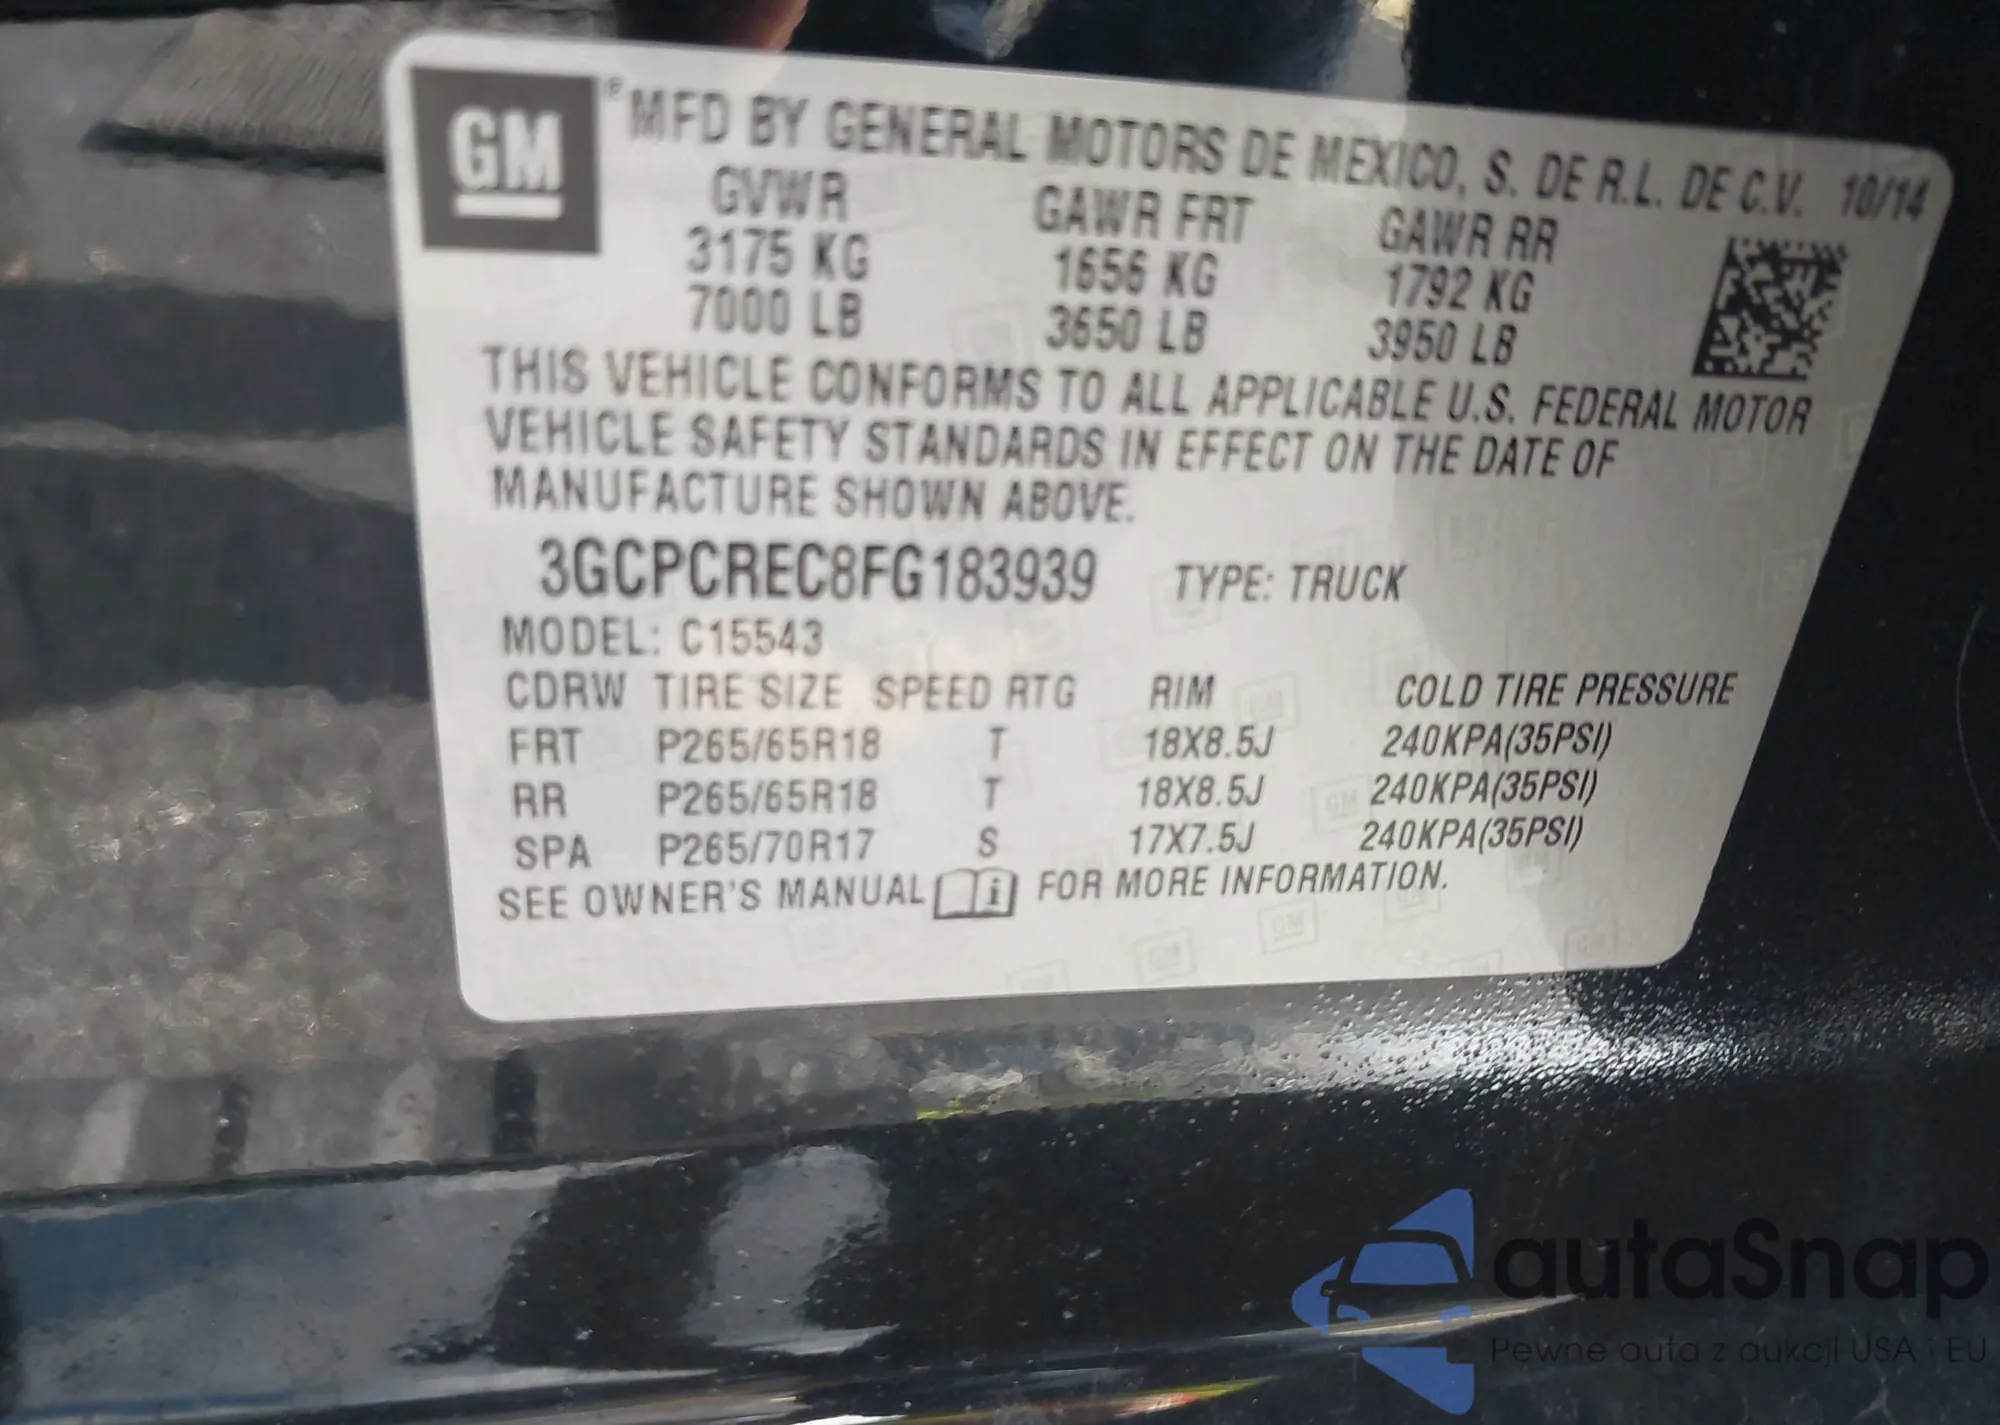 GM ® MFD BY GENERAL MOTORS DE MEXICO, S. DE R.L. DE C.V. 10/14
GVWR GAWR FRT GAWR RR
3175 KG 1656 KG 1792 KG
7000 LB 3650 LB 3950 LB
THIS VEHICLE CONFORMS TO ALL APPLICABLE U.S. FEDERAL MOTOR
VEHICLE SAFETY STANDARDS IN EFFECT ON THE DATE OF
MANUFACTURE SHOWN ABOVE.
3GCPCREC8FG183939 TYPE: TRUCK
MODEL: C15543
CDRW TIRE SIZE SPEED RTG RIM COLD TIRE PRESSURE
FRT P265/65R18 T 18X8.5J 240KPA(35PSI)
RR P265/65R18 T 18X8.5J 240KPA(35PSI)
SPA P265/70R17 S 17X7.5J 240KPA(35PSI)
SEE OWNER'S MANUAL i FOR MORE INFORMATION.
autaSnap
Pewne auta z aukcji USA i EU